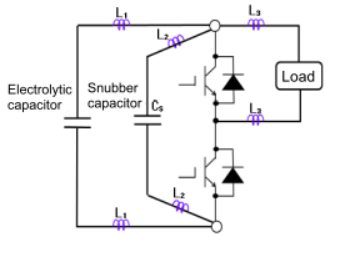 L₁
L₃
L₂
Load
Electrolytic
capacitor
Snubber
capacitor
Cs
L₃
L₂
L₁